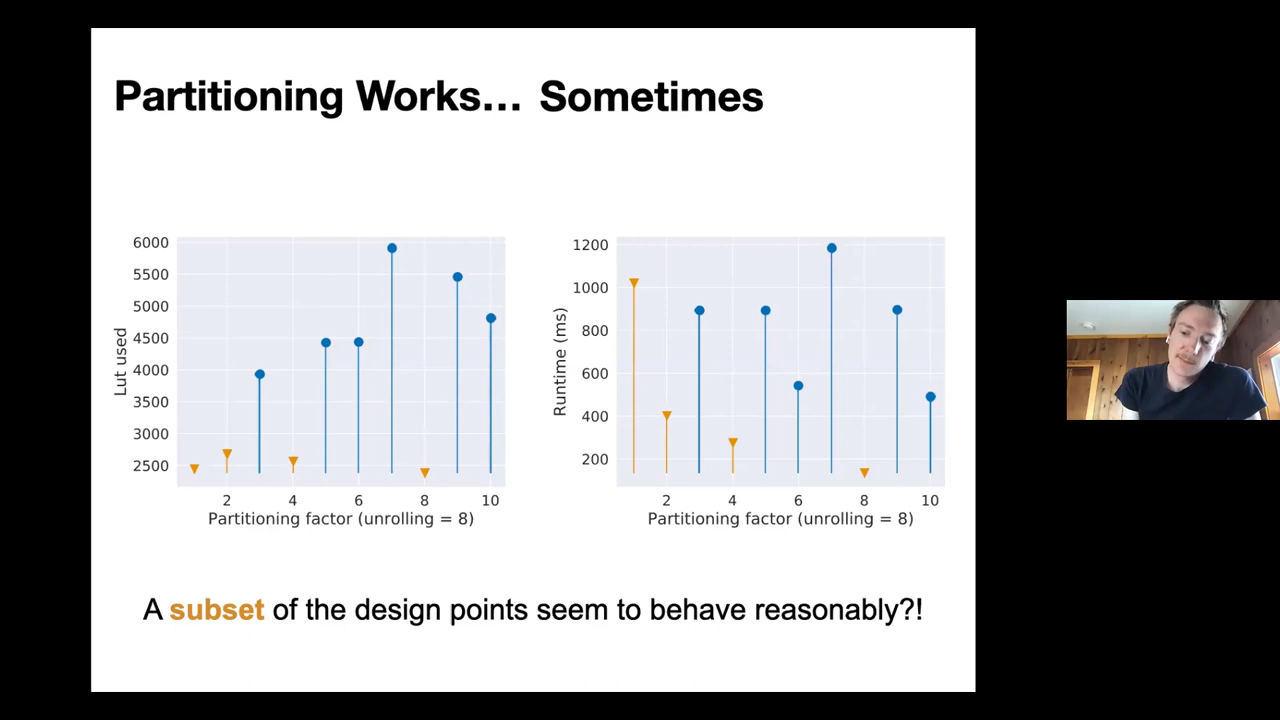 Partitioning Works... Sometimes
Lut used
6000
5500
5000
4500
4000
3500
3000
2500
2 4 6 8 10
Partitioning factor (unrolling = 8)
Runtime (ms)
1200
1000
800
600
400
200
2 4 6 8 10
Partitioning factor (unrolling = 8)
A subset of the design points seem to behave reasonably?!